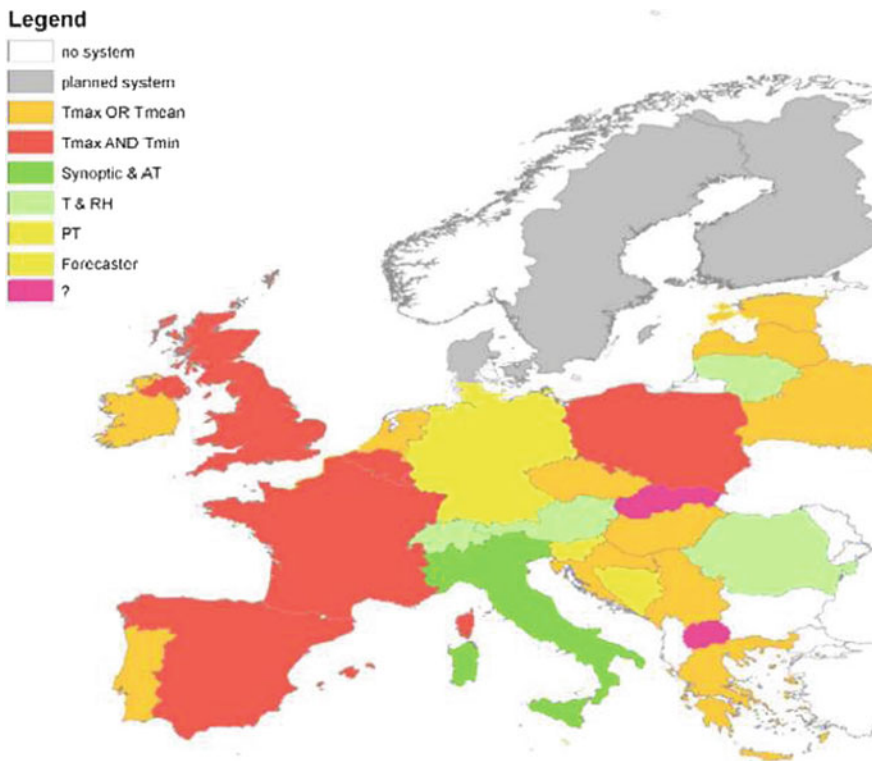 Legend
no system
planned system
Tmax OR Tmean
Tmax AND Tmin
Synoptic & AT
T & RH
PT
Forecaster
?